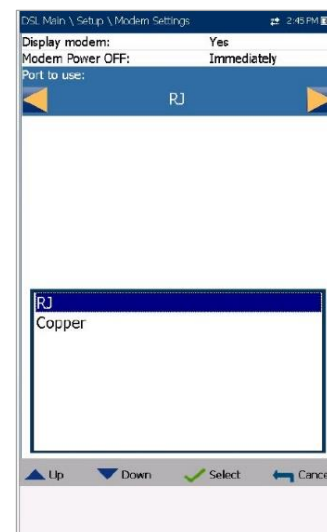 DSL Main \ Setup \ Modem Settings 2:45 PM
Display modem: Yes
Modem Power OFF: Immediately
Port to use:
RJ
RJ
Copper
Up Down Select Cance